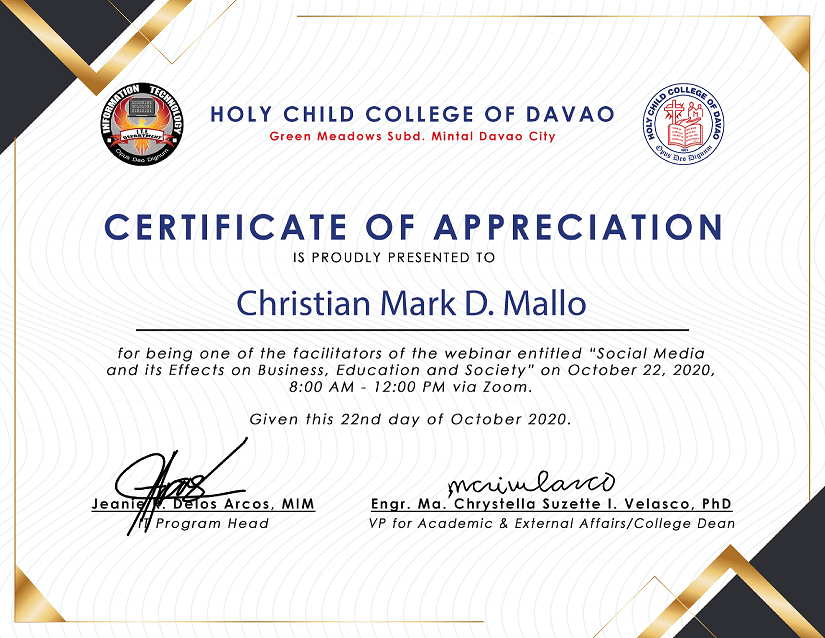 INFORMATION TECHNOLOGY
I.T.E.
DEPARTMENT
Opus Deo Dignum
HOLY CHILD COLLEGE OF DAVAO
Green Meadows Subd. Mintal Davao City
HOLY CHILD COLLEGE OF DAVAO
Opus Deo Dignum
CERTIFICATE OF APPRECIATION
IS PROUDLY PRESENTED TO
Christian Mark D. Mallo
for being one of the facilitators of the webinar entitled “Social Media
and its Effects on Business, Education and Society” on October 22, 2020,
8:00 AM - 12:00 PM via Zoom.
Given this 22nd day of October 2020.
Jeanie Delos Arcos, MIM
Engr. Ma. Chrystella Suzette I. Velasco, PhD
IT Program Head
VP for Academic & External Affairs/College Dean